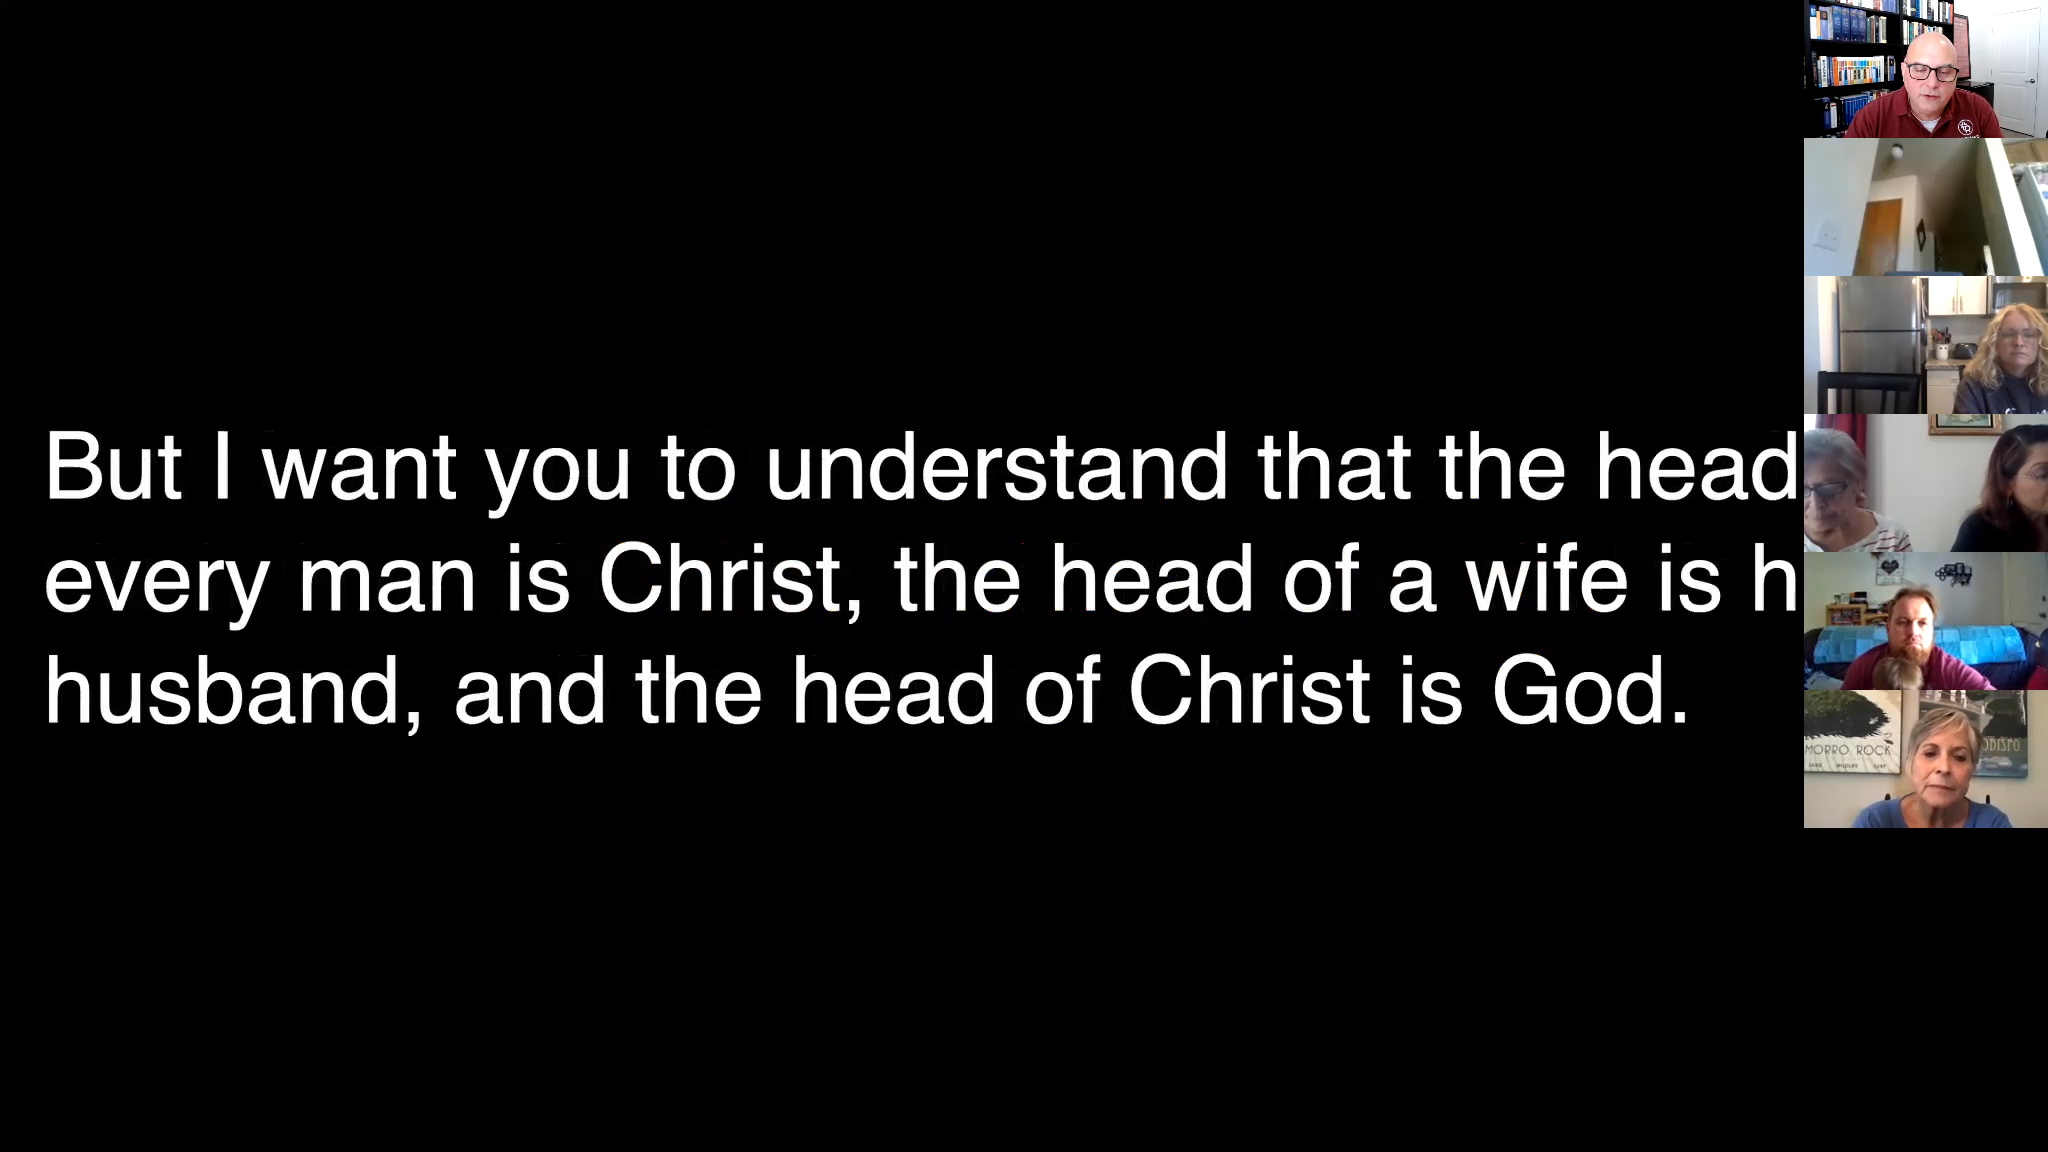 But I want you to understand that the head
every man is Christ, the head of a wife is h
husband, and the head of Christ is God.
MORRO ROCK
OBISPO